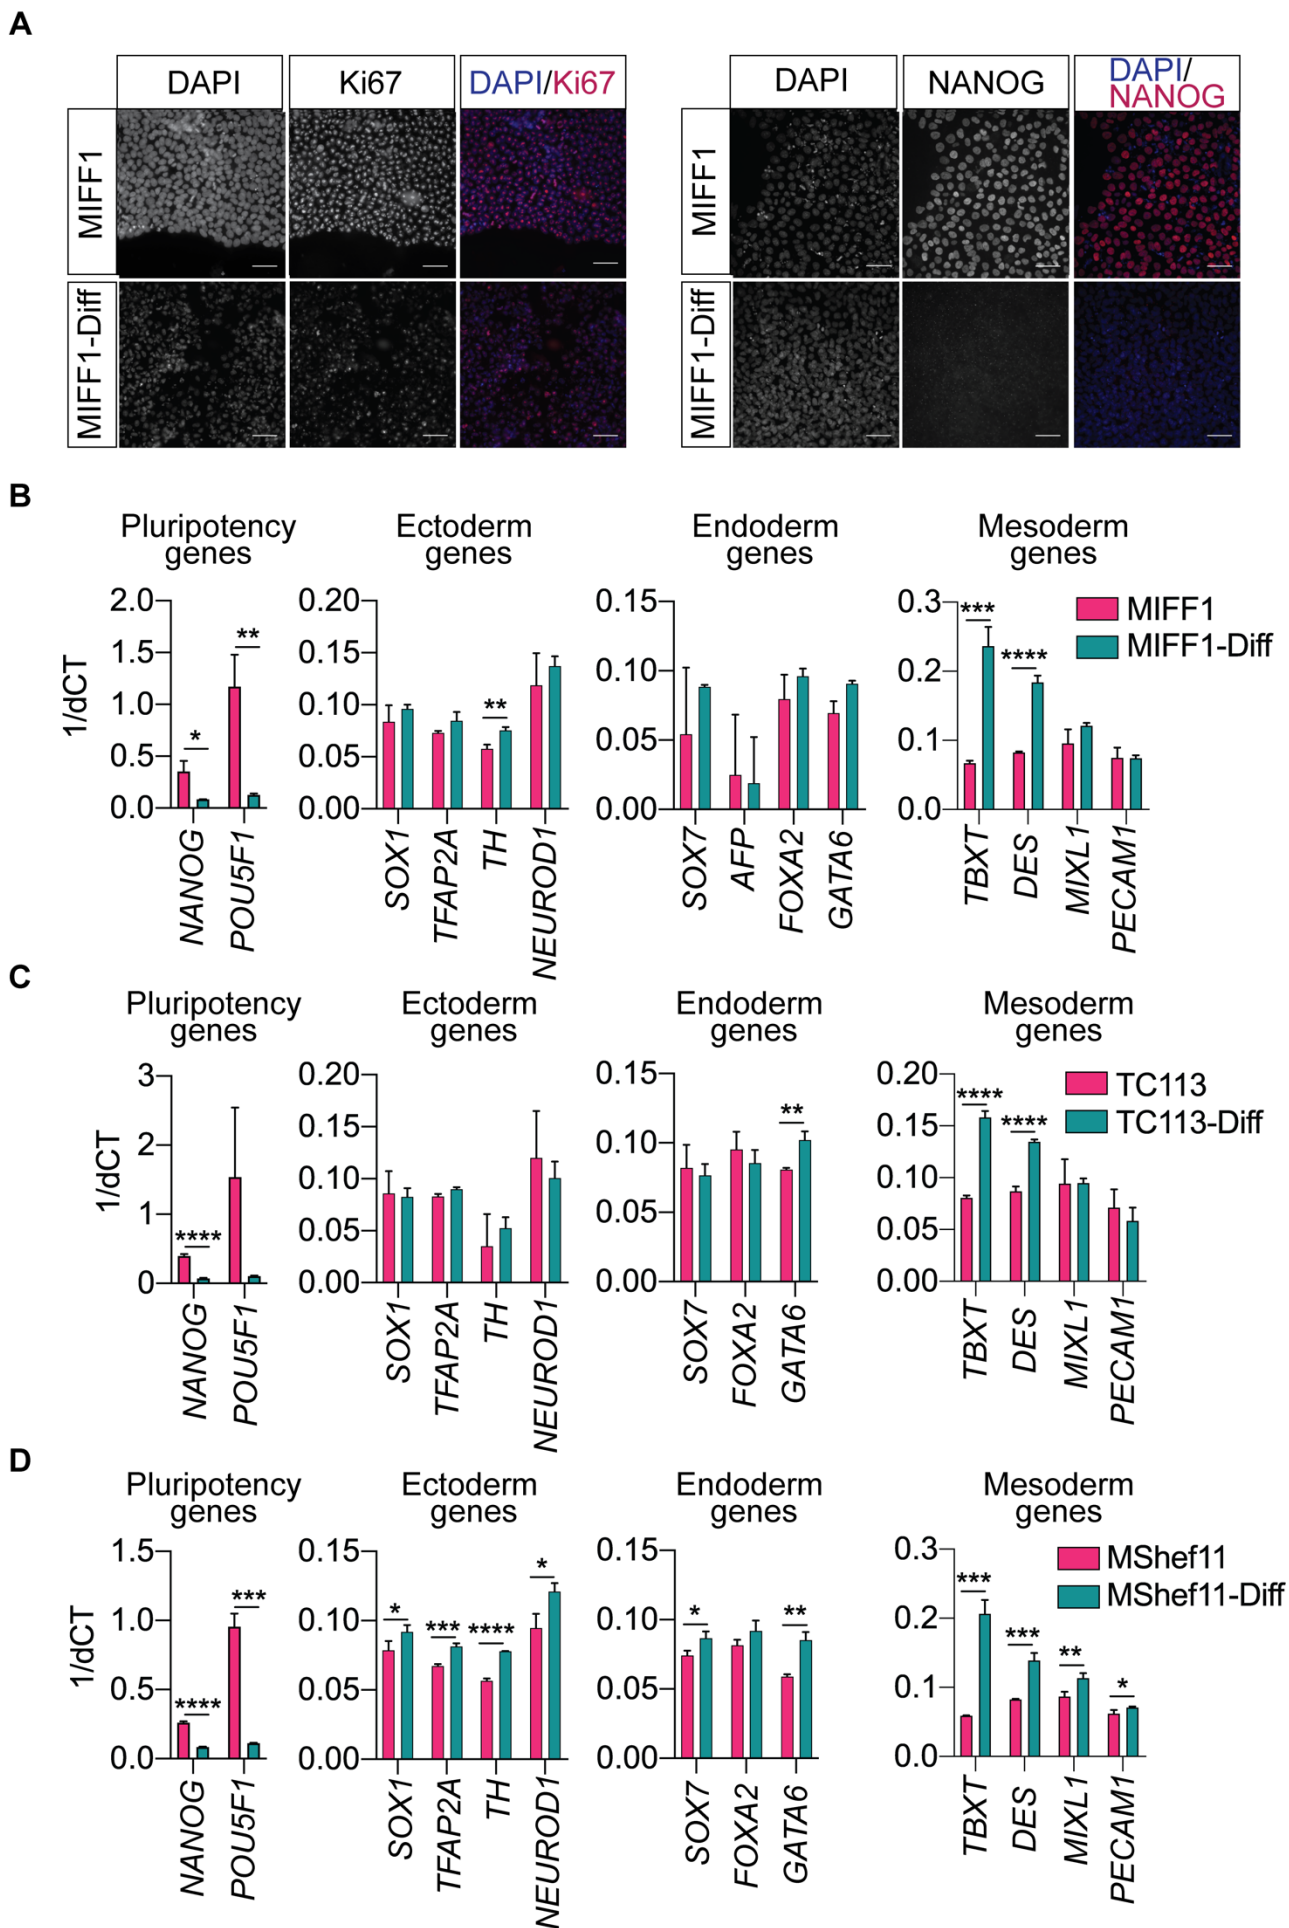 A
DAPI Ki67 DAPI/Ki67 DAPI NANOG DAPI/
NANOG
MIFF1 MIFF1
MIFF1-Diff MIFF1-Diff
B
Pluripotency
genes
Ectoderm
genes
Endoderm
genes
Mesoderm
genes
1/dCT
2.0
1.5
1.0
0.5
0.0
*
**
NANOG
POU5F1
0.20
0.15
0.10
0.05
0.00
**
SOX1
TFAP2A
TH
NEUROD1
0.15
0.10
0.05
0.00
SOX7
AFP
FOXA2
GATA6
0.3
0.2
0.1
0.0
***
****
TBXT
DES
MIXL1
PECAM1
MIFF1
MIFF1-Diff
C
Pluripotency
genes
Ectoderm
genes
Endoderm
genes
Mesoderm
genes
1/dCT
3
2
1
0
****
NANOG
POU5F1
0.20
0.15
0.10
0.05
0.00
SOX1
TFAP2A
TH
NEUROD1
0.15
0.10
0.05
0.00
**
SOX7
FOXA2
GATA6
0.20
0.15
0.10
0.05
0.00
****
****
TBXT
DES
MIXL1
PECAM1
TC113
TC113-Diff
D
Pluripotency
genes
Ectoderm
genes
Endoderm
genes
Mesoderm
genes
1/dCT
1.5
1.0
0.5
0.0
****
***
NANOG
POU5F1
0.15
0.10
0.05
0.00
*
***
****
*
SOX1
TFAP2A
TH
NEUROD1
0.15
0.10
0.05
0.00
*
**
SOX7
FOXA2
GATA6
0.3
0.2
0.1
0.0
***
***
**
*
TBXT
DES
MIXL1
PECAM1
MShef11
MShef11-Diff